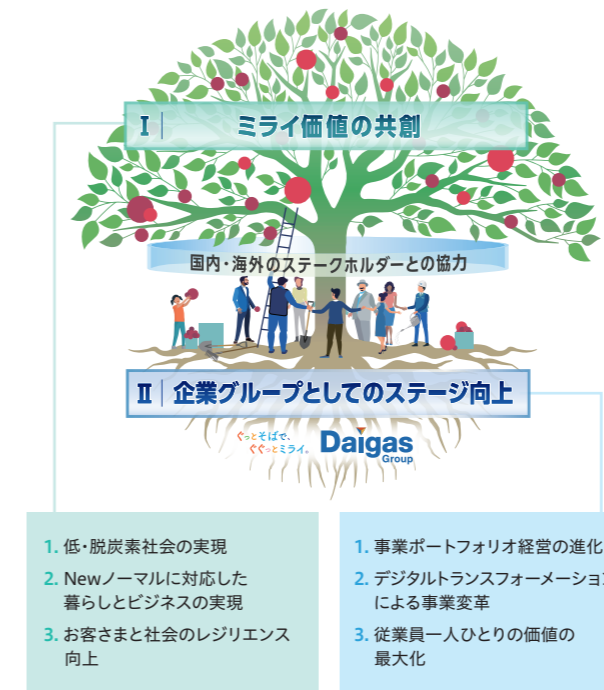 I ミライ価値の共創
国内・海外のステークホルダーとの協力
II 企業グループとしてのステージ向上
ぐっとそばで、
ぐぐっとミライ。
Daigas
Group
1. 低・脱炭素社会の実現
2. Newノーマルに対応した
暮らしとビジネスの実現
3. お客さまと社会のレジリエンス
向上
1. 事業ポートフォリオ経営の進化
2. デジタルトランスフォーメーション
による事業変革
3. 従業員一人ひとりの価値の
最大化